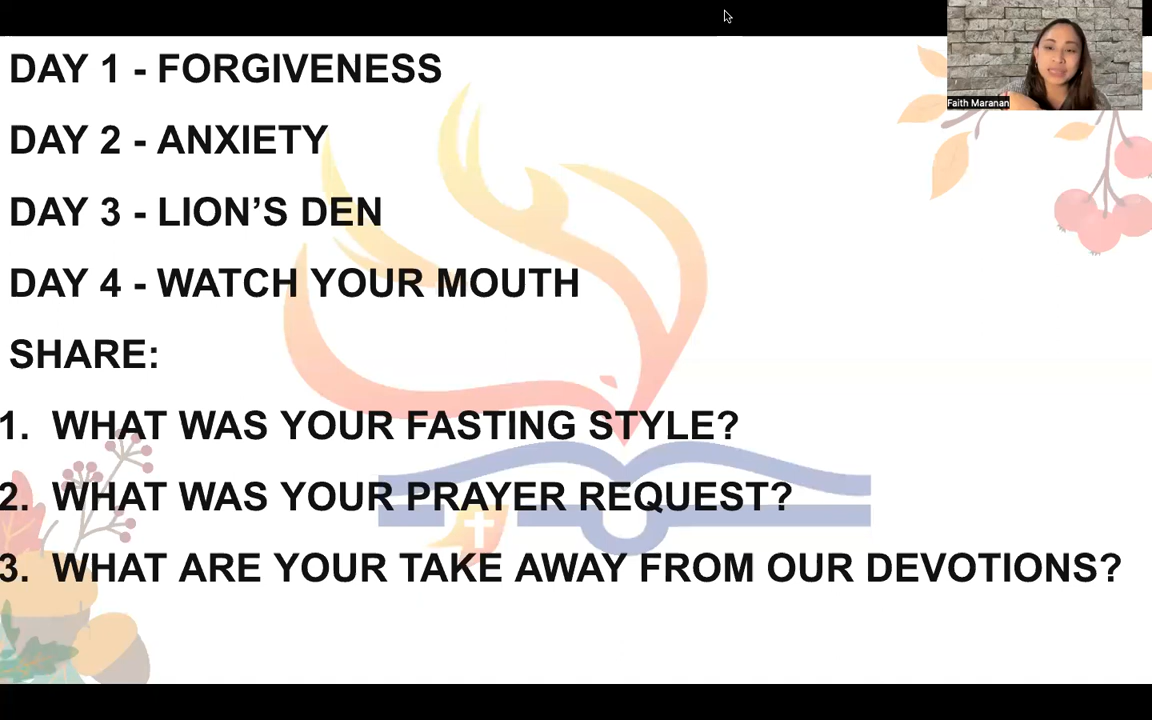 DAY 1 - FORGIVENESS
DAY 2 - ANXIETY
DAY 3 - LION'S DEN
DAY 4 - WATCH YOUR MOUTH
SHARE:
1. WHAT WAS YOUR FASTING STYLE?
2. WHAT WAS YOUR PRAYER REQUEST?
3. WHAT ARE YOUR TAKE AWAY FROM OUR DEVOTIONS?
Faith Maranan